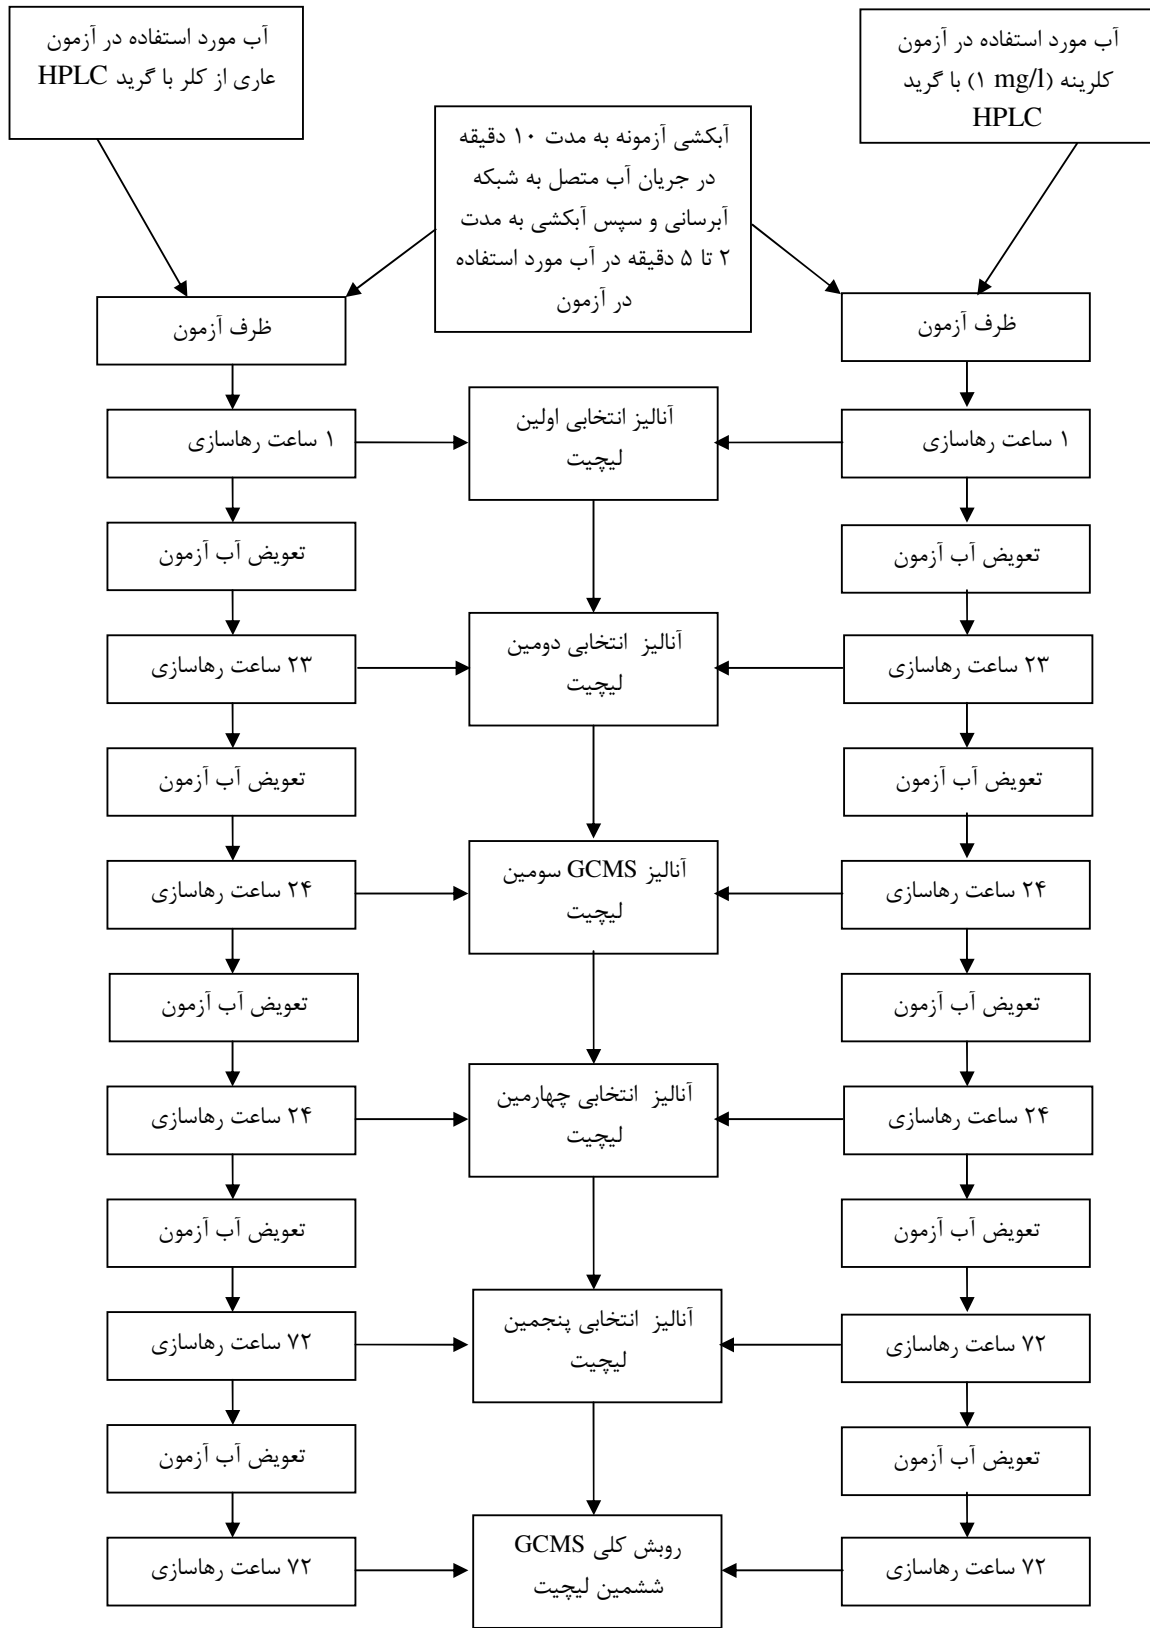 آب مورد استفاده در آزمون
کلرینه (۱ mg/l) با گرید
HPLC
آب مورد استفاده در آزمون
عاری از کلر با گرید HPLC
آبکشی آزمونه به مدت ۱۰ دقیقه
در جریان آب متصل به شبکه
آبرسانی و سپس آبکشی به مدت
۲ تا ۵ دقیقه در آب مورد استفاده
در آزمون
ظرف آزمون
ظرف آزمون
۱ ساعت رهاسازی
آنالیز انتخابی اولین
لیچیت
۱ ساعت رهاسازی
تعویض آب آزمون
تعویض آب آزمون
۲۳ ساعت رهاسازی
آنالیز انتخابی دومین
لیچیت
۲۳ ساعت رهاسازی
تعویض آب آزمون
تعویض آب آزمون
۲۴ ساعت رهاسازی
آنالیز GCMS سومین
لیچیت
۲۴ ساعت رهاسازی
تعویض آب آزمون
تعویض آب آزمون
۲۴ ساعت رهاسازی
آنالیز انتخابی چهارمین
لیچیت
۲۴ ساعت رهاسازی
تعویض آب آزمون
تعویض آب آزمون
۷۲ ساعت رهاسازی
آنالیز انتخابی پنجمین
لیچیت
۷۲ ساعت رهاسازی
تعویض آب آزمون
تعویض آب آزمون
۷۲ ساعت رهاسازی
روبش کلی GCMS
ششمین لیچیت
۷۲ ساعت رهاسازی